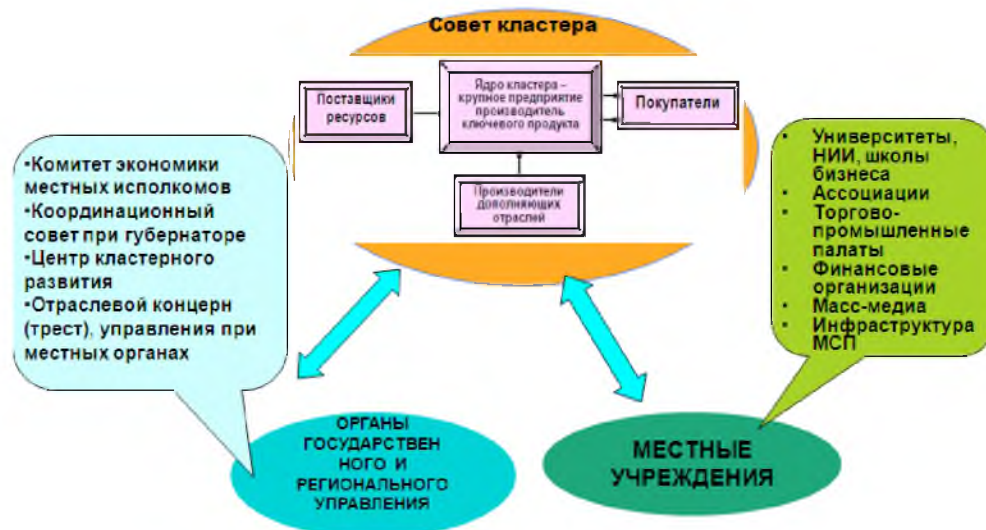 Совет кластера
Поставщики
ресурсов
Ядро кластера –
крупное предприятие
производитель
ключевого продукта
Покупатели
Производители
дополняющих
отраслей
•Комитет экономики
местных исполкомов
•Координационный
совет при губернаторе
•Центр кластерного
развития
•Отраслевой концерн
(трест), управления при
местных органах
• Университеты,
НИИ, школы
бизнеса
• Ассоциации
• Торгово-
промышленные
палаты
• Финансовые
организации
• Масс-медиа
• Инфраструктура
МСП
ОРГАНЫ
ГОСУДАРСТВЕН
НОГО И
РЕГИОНАЛЬНОГО
УПРАВЛЕНИЯ
МЕСТНЫЕ
УЧРЕЖДЕНИЯ